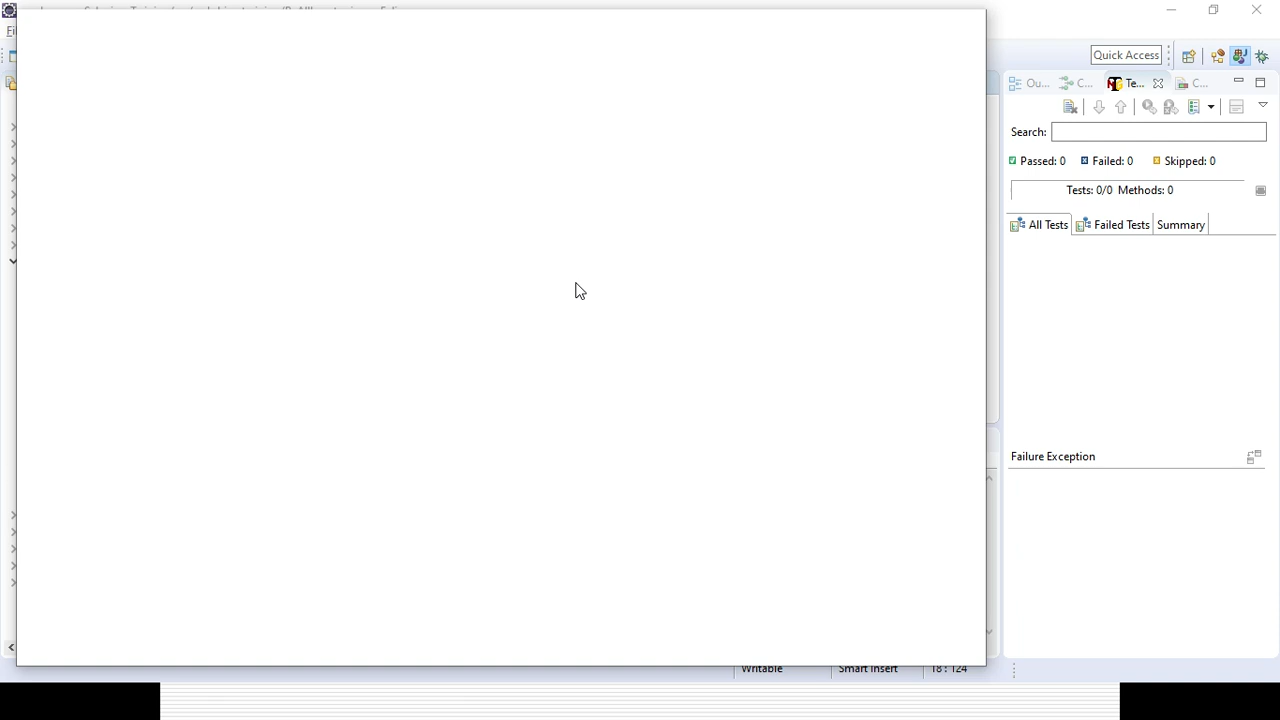 Quick Access
Ou...
C...
Te...
C...
Search:
Passed: 0
Failed: 0
Skipped: 0
Tests: 0/0 Methods: 0
All Tests
Failed Tests
Summary
Failure Exception
Writable
Smart Insert
18 : 124